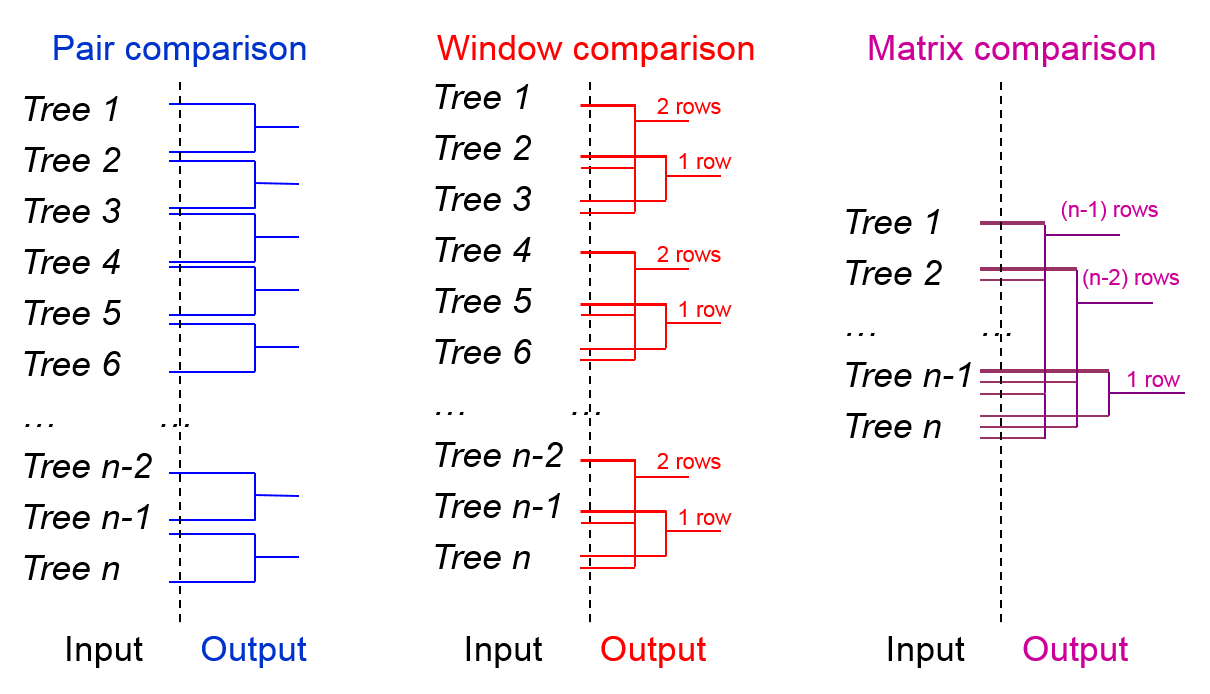 Pair comparison
Tree 1
Tree 2
Tree 3
Tree 4
Tree 5
Tree 6
... ...
Tree n-2
Tree n-1
Tree n
Input Output
Window comparison
Tree 1
2 rows
Tree 2
1 row
Tree 3
Tree 4
2 rows
Tree 5
1 row
Tree 6
... ...
Tree n-2
2 rows
Tree n-1
1 row
Tree n
Input Output
Matrix comparison
(n-1) rows
Tree 1
Tree 2
(n-2) rows
... ...
Tree n-1
1 row
Tree n
Input Output